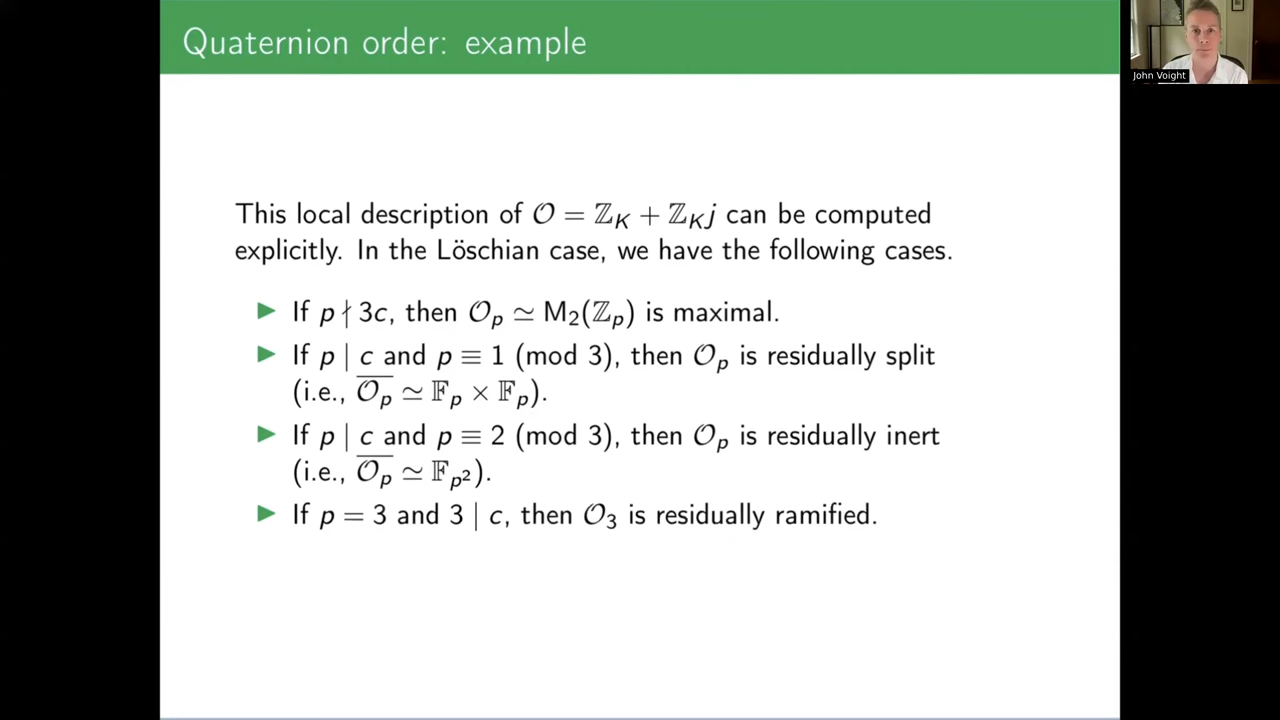 Quaternion order: example
John Voight
This local description of 𝒪 = ℤ_K + ℤ_K j can be computed
explicitly. In the Löschian case, we have the following cases.
▶ If p ∤ 3c, then 𝒪_p ≃ M₂(ℤ_p) is maximal.
▶ If p | c and p ≡ 1 (mod 3), then 𝒪_p is residually split
(i.e., \overline{𝒪_p} ≃ 𝔽_p × 𝔽_p).
▶ If p | c and p ≡ 2 (mod 3), then 𝒪_p is residually inert
(i.e., \overline{𝒪_p} ≃ 𝔽_{p²}).
▶ If p = 3 and 3 | c, then 𝒪₃ is residually ramified.